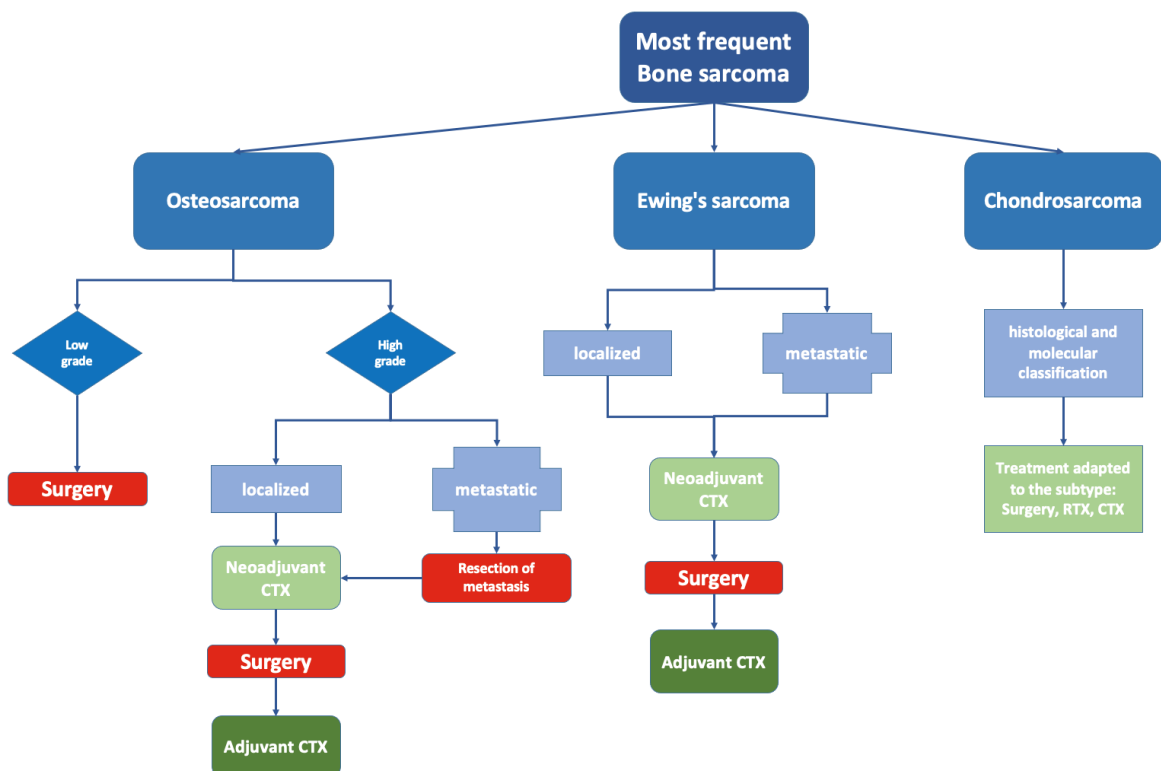 Most frequent
Bone sarcoma
Osteosarcoma
Ewing's sarcoma
Chondrosarcoma
Low
grade
High
grade
localized
metastatic
histological and
molecular
classification
Surgery
localized
metastatic
Neoadjuvant
CTX
Treatment adapted
to the subtype:
Surgery, RTX, CTX
Neoadjuvant
CTX
Resection of
metastasis
Surgery
Surgery
Adjuvant CTX
Adjuvant CTX